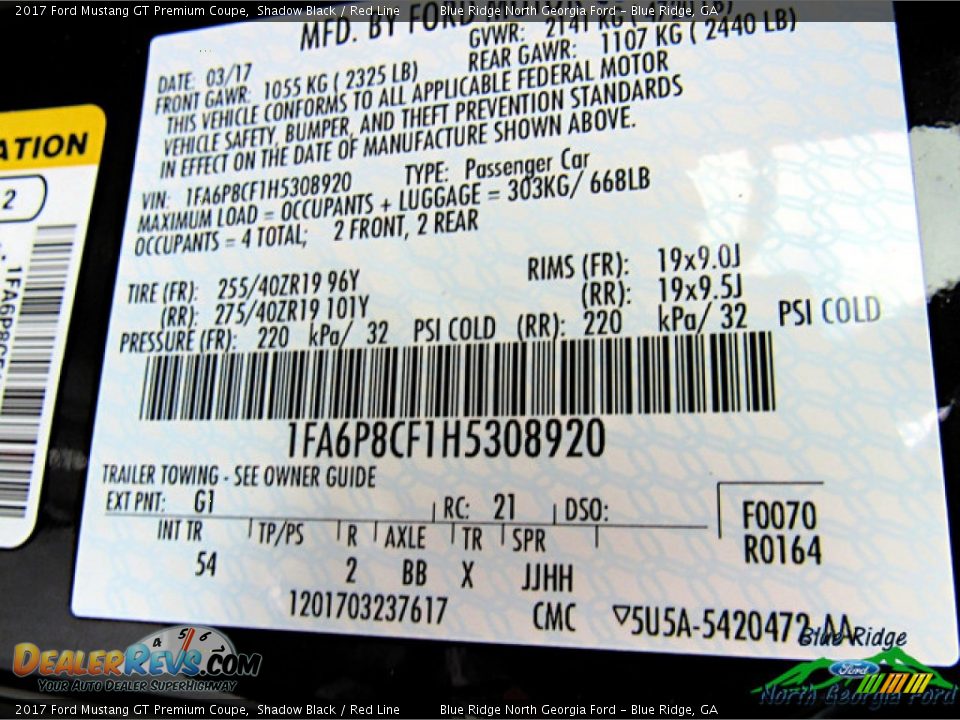 2017 Ford Mustang GT Premium Coupe, Shadow Black / Red Line Blue Ridge North Georgia Ford - Blue Ridge, GA
MFD. BY FORD
DATE: 03/17 GVWR: 2141 KG
FRONT GAWR: 1055 KG ( 2325 LB) REAR GAWR: 1107 KG ( 2440 LB)
THIS VEHICLE CONFORMS TO ALL APPLICABLE FEDERAL MOTOR
VEHICLE SAFETY, BUMPER, AND THEFT PREVENTION STANDARDS
IN EFFECT ON THE DATE OF MANUFACTURE SHOWN ABOVE.
VIN: 1FA6P8CF1H5308920 TYPE: Passenger Car
MAXIMUM LOAD = OCCUPANTS + LUGGAGE = 303KG/ 668LB
OCCUPANTS = 4 TOTAL; 2 FRONT, 2 REAR
TIRE (FR): 255/40ZR19 96Y RIMS (FR): 19x9.0J
(RR): 275/40ZR19 101Y (RR): 19x9.5J
PRESSURE (FR): 220 kPa/ 32 PSI COLD (RR): 220 kPa/ 32 PSI COLD
1FA6P8CF1H5308920
TRAILER TOWING - SEE OWNER GUIDE
EXT PNT: G1 RC: 21 DSO: F0070
INT TR TP/PS R AXLE TR SPR R0164
54 2 BB X JJHH
1201703237617 CMC 5U5A-5420472-AA
ATION
2
1FA6P8CF
DEALERREVS.COM
YOUR AUTO DEALER SUPERHIGHWAY
4 5 6
Blue Ridge
Ford
North Georgia Ford
2017 Ford Mustang GT Premium Coupe, Shadow Black / Red Line Blue Ridge North Georgia Ford - Blue Ridge, GA